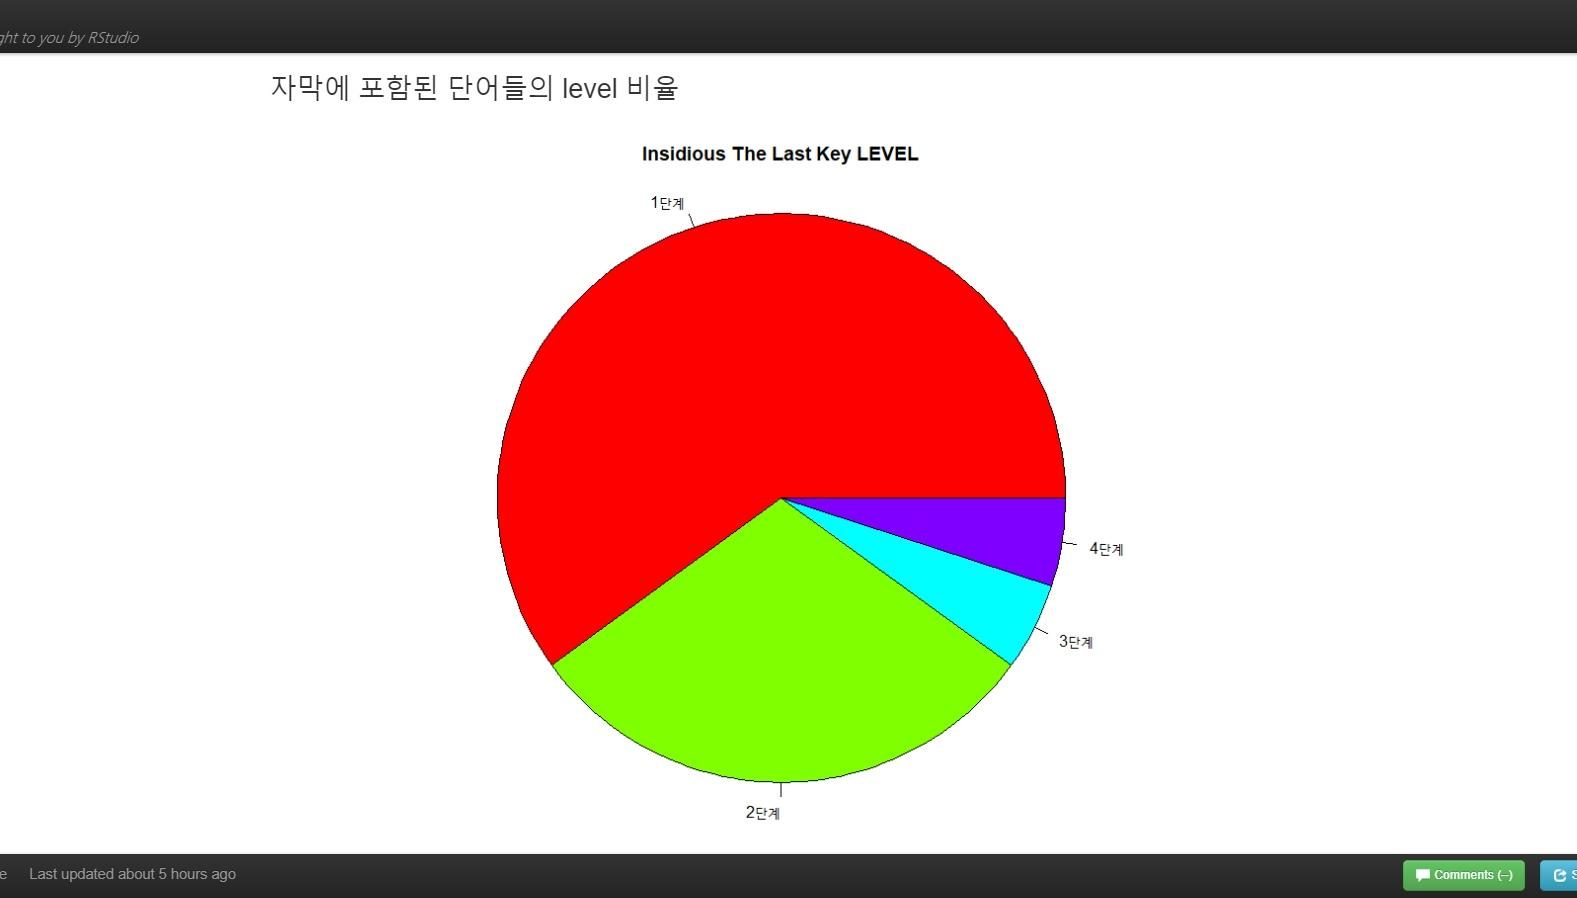 to you by RStudio
자막에 포함된 단어들의 level 비율
Insidious The Last Key LEVEL
1단계
4단계
3단계
2단계
Last updated about 5 hours ago
Comments (–)